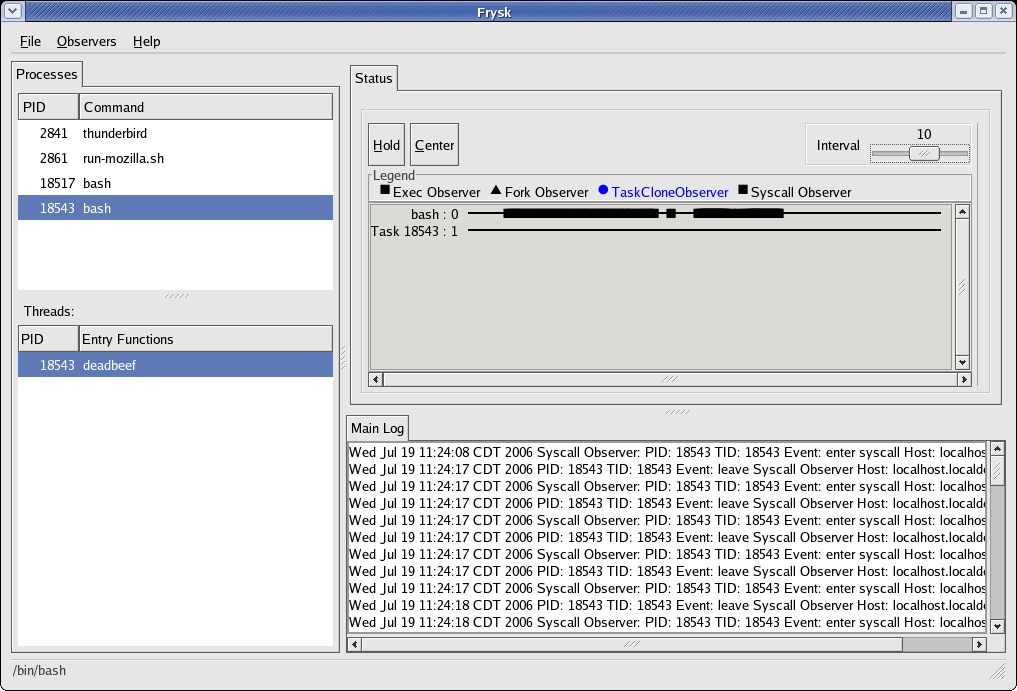 Frysk
File Observers Help
Processes
PID Command
2841 thunderbird
2861 run-mozilla.sh
18517 bash
18543 bash
Threads:
PID Entry Functions
18543 deadbeef
Status
Hold Center Interval 10
Legend
Exec Observer Fork Observer TaskCloneObserver Syscall Observer
bash : 0
Task 18543 : 1
Main Log
Wed Jul 19 11:24:08 CDT 2006 Syscall Observer: PID: 18543 TID: 18543 Event: enter syscall Host: localhos
Wed Jul 19 11:24:17 CDT 2006 PID: 18543 TID: 18543 Event: leave Syscall Observer Host: localhost.locald
Wed Jul 19 11:24:17 CDT 2006 Syscall Observer: PID: 18543 TID: 18543 Event: enter syscall Host: localhos
Wed Jul 19 11:24:17 CDT 2006 PID: 18543 TID: 18543 Event: leave Syscall Observer Host: localhost.locald
Wed Jul 19 11:24:17 CDT 2006 Syscall Observer: PID: 18543 TID: 18543 Event: enter syscall Host: localhos
Wed Jul 19 11:24:17 CDT 2006 PID: 18543 TID: 18543 Event: leave Syscall Observer Host: localhost.locald
Wed Jul 19 11:24:17 CDT 2006 Syscall Observer: PID: 18543 TID: 18543 Event: enter syscall Host: localhos
Wed Jul 19 11:24:17 CDT 2006 PID: 18543 TID: 18543 Event: leave Syscall Observer Host: localhost.locald
Wed Jul 19 11:24:17 CDT 2006 Syscall Observer: PID: 18543 TID: 18543 Event: enter syscall Host: localhos
Wed Jul 19 11:24:18 CDT 2006 PID: 18543 TID: 18543 Event: leave Syscall Observer Host: localhost.locald
Wed Jul 19 11:24:18 CDT 2006 Syscall Observer: PID: 18543 TID: 18543 Event: enter syscall Host: localhos
/bin/bash